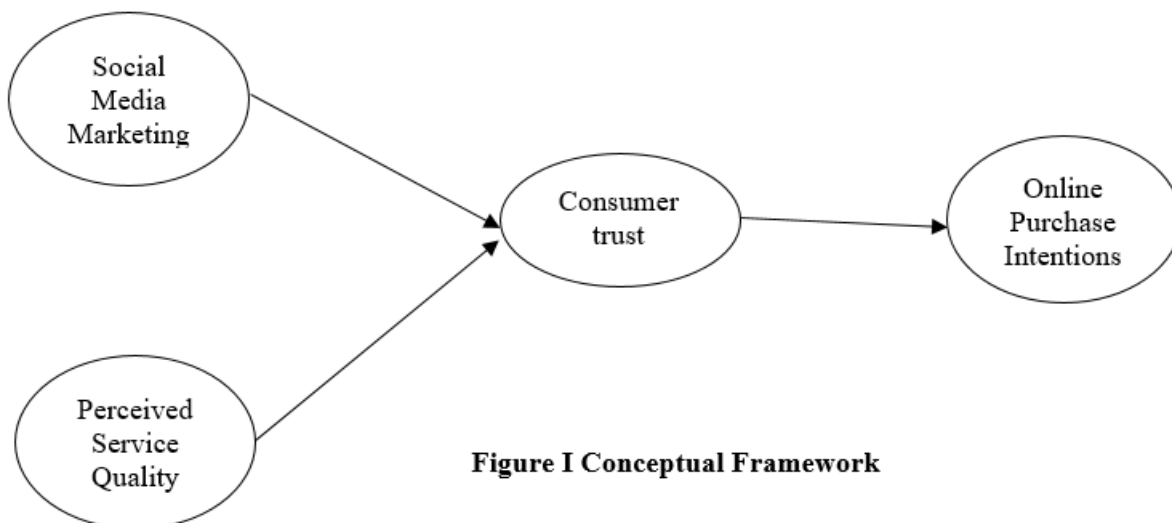 Social
Media
Marketing
Consumer
trust
Online
Purchase
Intentions
Perceived
Service
Quality
Figure I Conceptual Framework